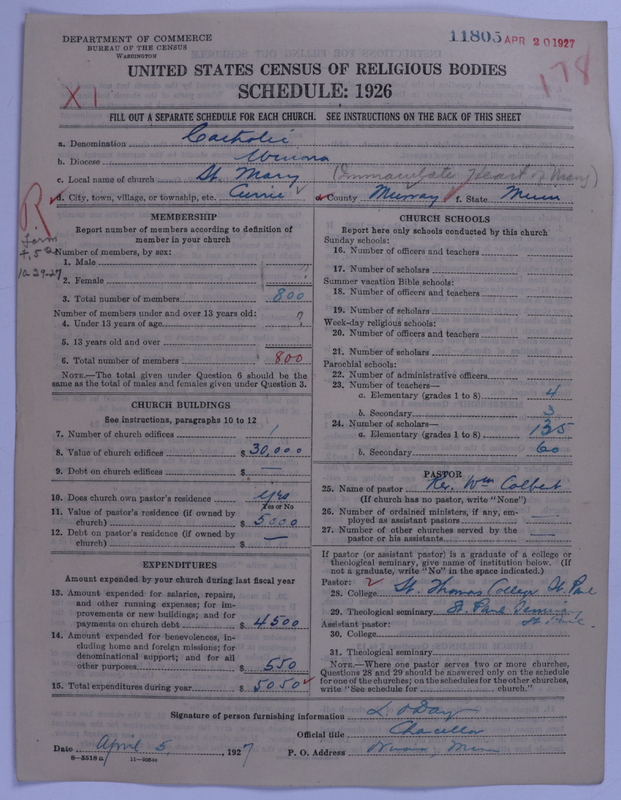 DEPARTMENT OF COMMERCE
BUREAU OF THE CENSUS
WASHINGTON
11805 APR 20 1927
178
X1
UNITED STATES CENSUS OF RELIGIOUS BODIES
SCHEDULE: 1926
FILL OUT A SEPARATE SCHEDULE FOR EACH CHURCH. SEE INSTRUCTIONS ON THE BACK OF THIS SHEET
a. Denomination Catholic
b. Diocese Winona
c. Local name of church St. Mary (Immaculate Heart of Mary)
d. City, town, village, or township, etc. Currie ✓ e. County Murray f. State Minn
R
10-29-27
MEMBERSHIP
Report number of members according to definition of
member in your church
Number of members, by sex:
1. Male ?
2. Female
3. Total number of members 800
Number of members under and over 13 years old:
4. Under 13 years of age ?
5. 13 years old and over
6. Total number of members 800
NOTE.—The total given under Question 6 should be the
same as the total of males and females given under Question 3.
CHURCH BUILDINGS
See instructions, paragraphs 10 to 12
7. Number of church edifices 1
8. Value of church edifices $ 30,000
9. Debt on church edifices $ —
10. Does church own pastor's residence yes
Yes or No
11. Value of pastor's residence (if owned by
church) $ 5000
12. Debt on pastor's residence (if owned by
church) $ —
EXPENDITURES
Amount expended by your church during last fiscal year
13. Amount expended for salaries, repairs,
and other running expenses; for im-
provements or new buildings; and for
payments on church debt $ 4500
14. Amount expended for benevolences, in-
cluding home and foreign missions; for
denominational support; and for all
other purposes $ 550
15. Total expenditures during year $ 5050 ✓
CHURCH SCHOOLS
Report here only schools conducted by this church
Sunday schools:
16. Number of officers and teachers
17. Number of scholars
Summer vacation Bible schools:
18. Number of officers and teachers
19. Number of scholars
Week-day religious schools:
20. Number of officers and teachers
21. Number of scholars
Parochial schools:
22. Number of administrative officers
23. Number of teachers—
a. Elementary (grades 1 to 8) 4
b. Secondary 3
24. Number of scholars—
a. Elementary (grades 1 to 8) 135
b. Secondary 60
PASTOR
25. Name of pastor Rev. Wm Colbert
(If church has no pastor, write "None")
26. Number of ordained ministers, if any, em-
ployed as assistant pastors
27. Number of other churches served by the
pastor or his assistants
If pastor (or assistant pastor) is a graduate of a college or
theological seminary, give name of institution below. (If
not a graduate, write "No" in the space indicated.)
Pastor: ✓
28. College St. Thomas College St. Paul
29. Theological seminary St. Paul Seminary
St. Paul
Assistant pastor:
30. College
31. Theological seminary
NOTE.—Where one pastor serves two or more churches,
Questions 28 and 29 should be answered only on the schedule
for one of the churches; on the schedules for the other churches,
write "See schedule for church."
Signature of person furnishing information L. O'Day
Official title Chancellor
Date April 5, 1927 P. O. Address Winona, Minn
8-5518a 11-